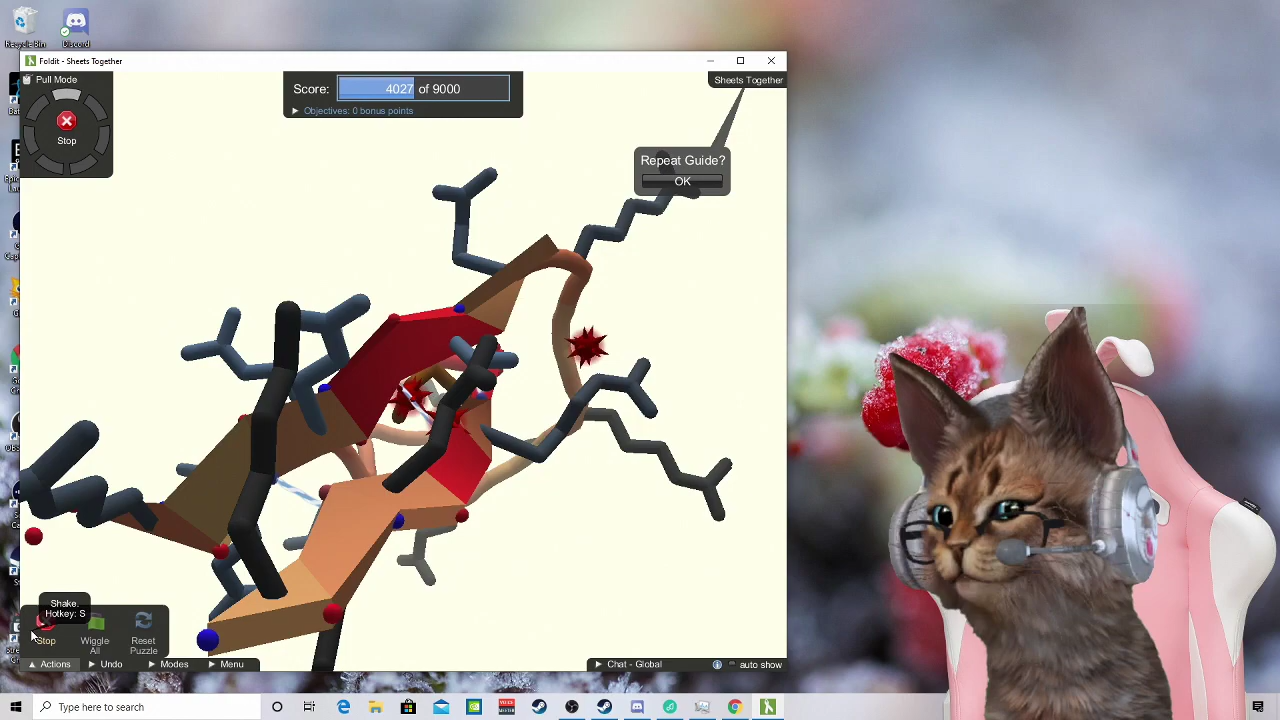 Recycle Bin
Discord
Foldit - Sheets Together
Pull Mode
Stop
Score: 4027 of 9000
Objectives: 0 bonus points
Sheets Together
Repeat Guide?
OK
Shake.
Hotkey: S
Stop
Wiggle
All
Reset
Puzzle
Actions
Undo
Modes
Menu
Chat - Global
auto show
Type here to search